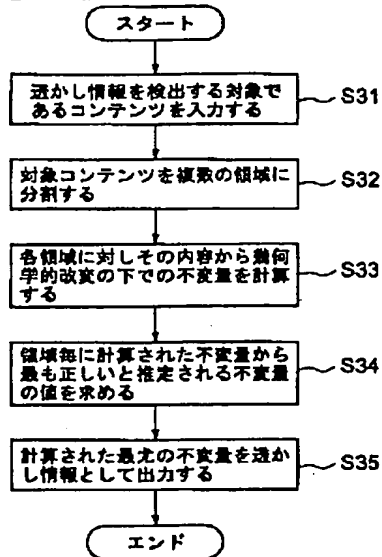 スタート
透かし情報を検出する対象で
あるコンテンツを入力する
S31
対象コンテンツを複数の領域に
分割する
S32
各領域に対しその内容から幾何
学的改変の下での不変量を計算
する
S33
領域毎に計算された不変量から
最も正しいと推定される不変量
の値を求める
S34
計算された最尤の不変量を透か
し情報として出力する
S35
エンド